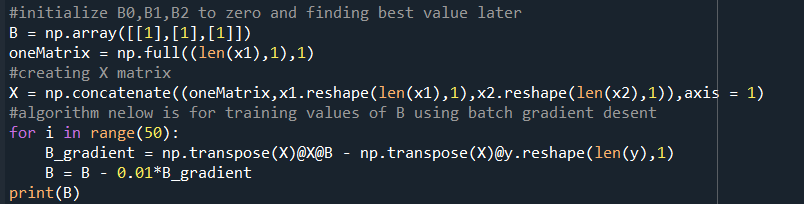 #initialize B0,B1,B2 to zero and finding best value later
B = np.array([[1],[1],[1]])
oneMatrix = np.full((len(x1),1),1)
#creating X matrix
X = np.concatenate((oneMatrix,x1.reshape(len(x1),1),x2.reshape(len(x2),1)),axis = 1)
#algorithm nelow is for training values of B using batch gradient desent
for i in range(50):
    B_gradient = np.transpose(X)@X@B - np.transpose(X)@y.reshape(len(y),1)
    B = B - 0.01*B_gradient
print(B)